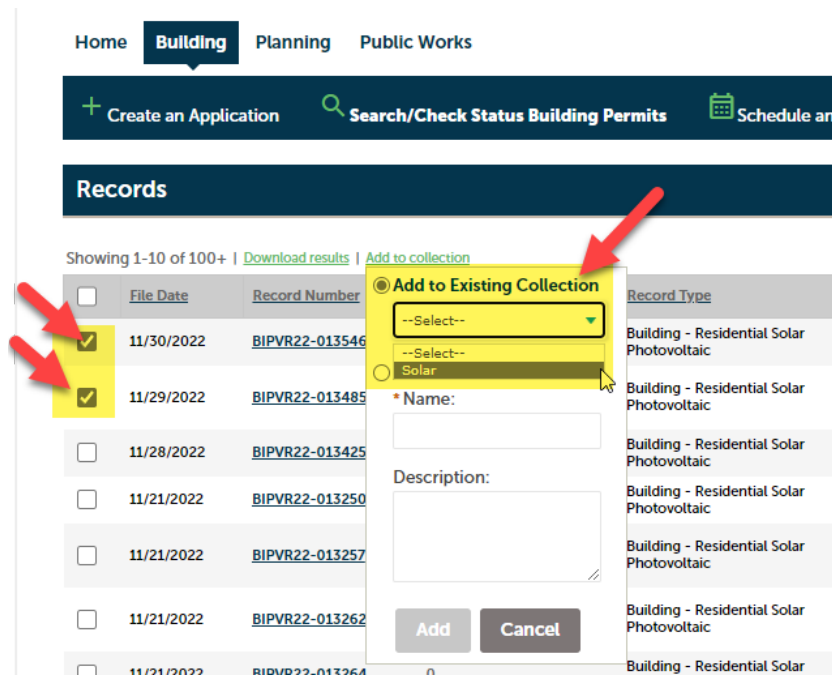 Home Building Planning Public Works
Create an Application Search/Check Status Building Permits Schedule an
Records
Showing 1-10 of 100+ | Download results | Add to collection
Add to Existing Collection
File Date Record Number Record Type
--Select--
--Select--
Solar
* Name:
Description:
Add Cancel
11/30/2022 BIPVR22-013546 Building - Residential Solar
Photovoltaic
11/29/2022 BIPVR22-013485 Building - Residential Solar
Photovoltaic
11/28/2022 BIPVR22-013425 Building - Residential Solar
Photovoltaic
11/21/2022 BIPVR22-013250 Building - Residential Solar
Photovoltaic
11/21/2022 BIPVR22-013257 Building - Residential Solar
Photovoltaic
11/21/2022 BIPVR22-013262 Building - Residential Solar
Photovoltaic
11/21/2022 BIPVR22-013264 Building - Residential Solar